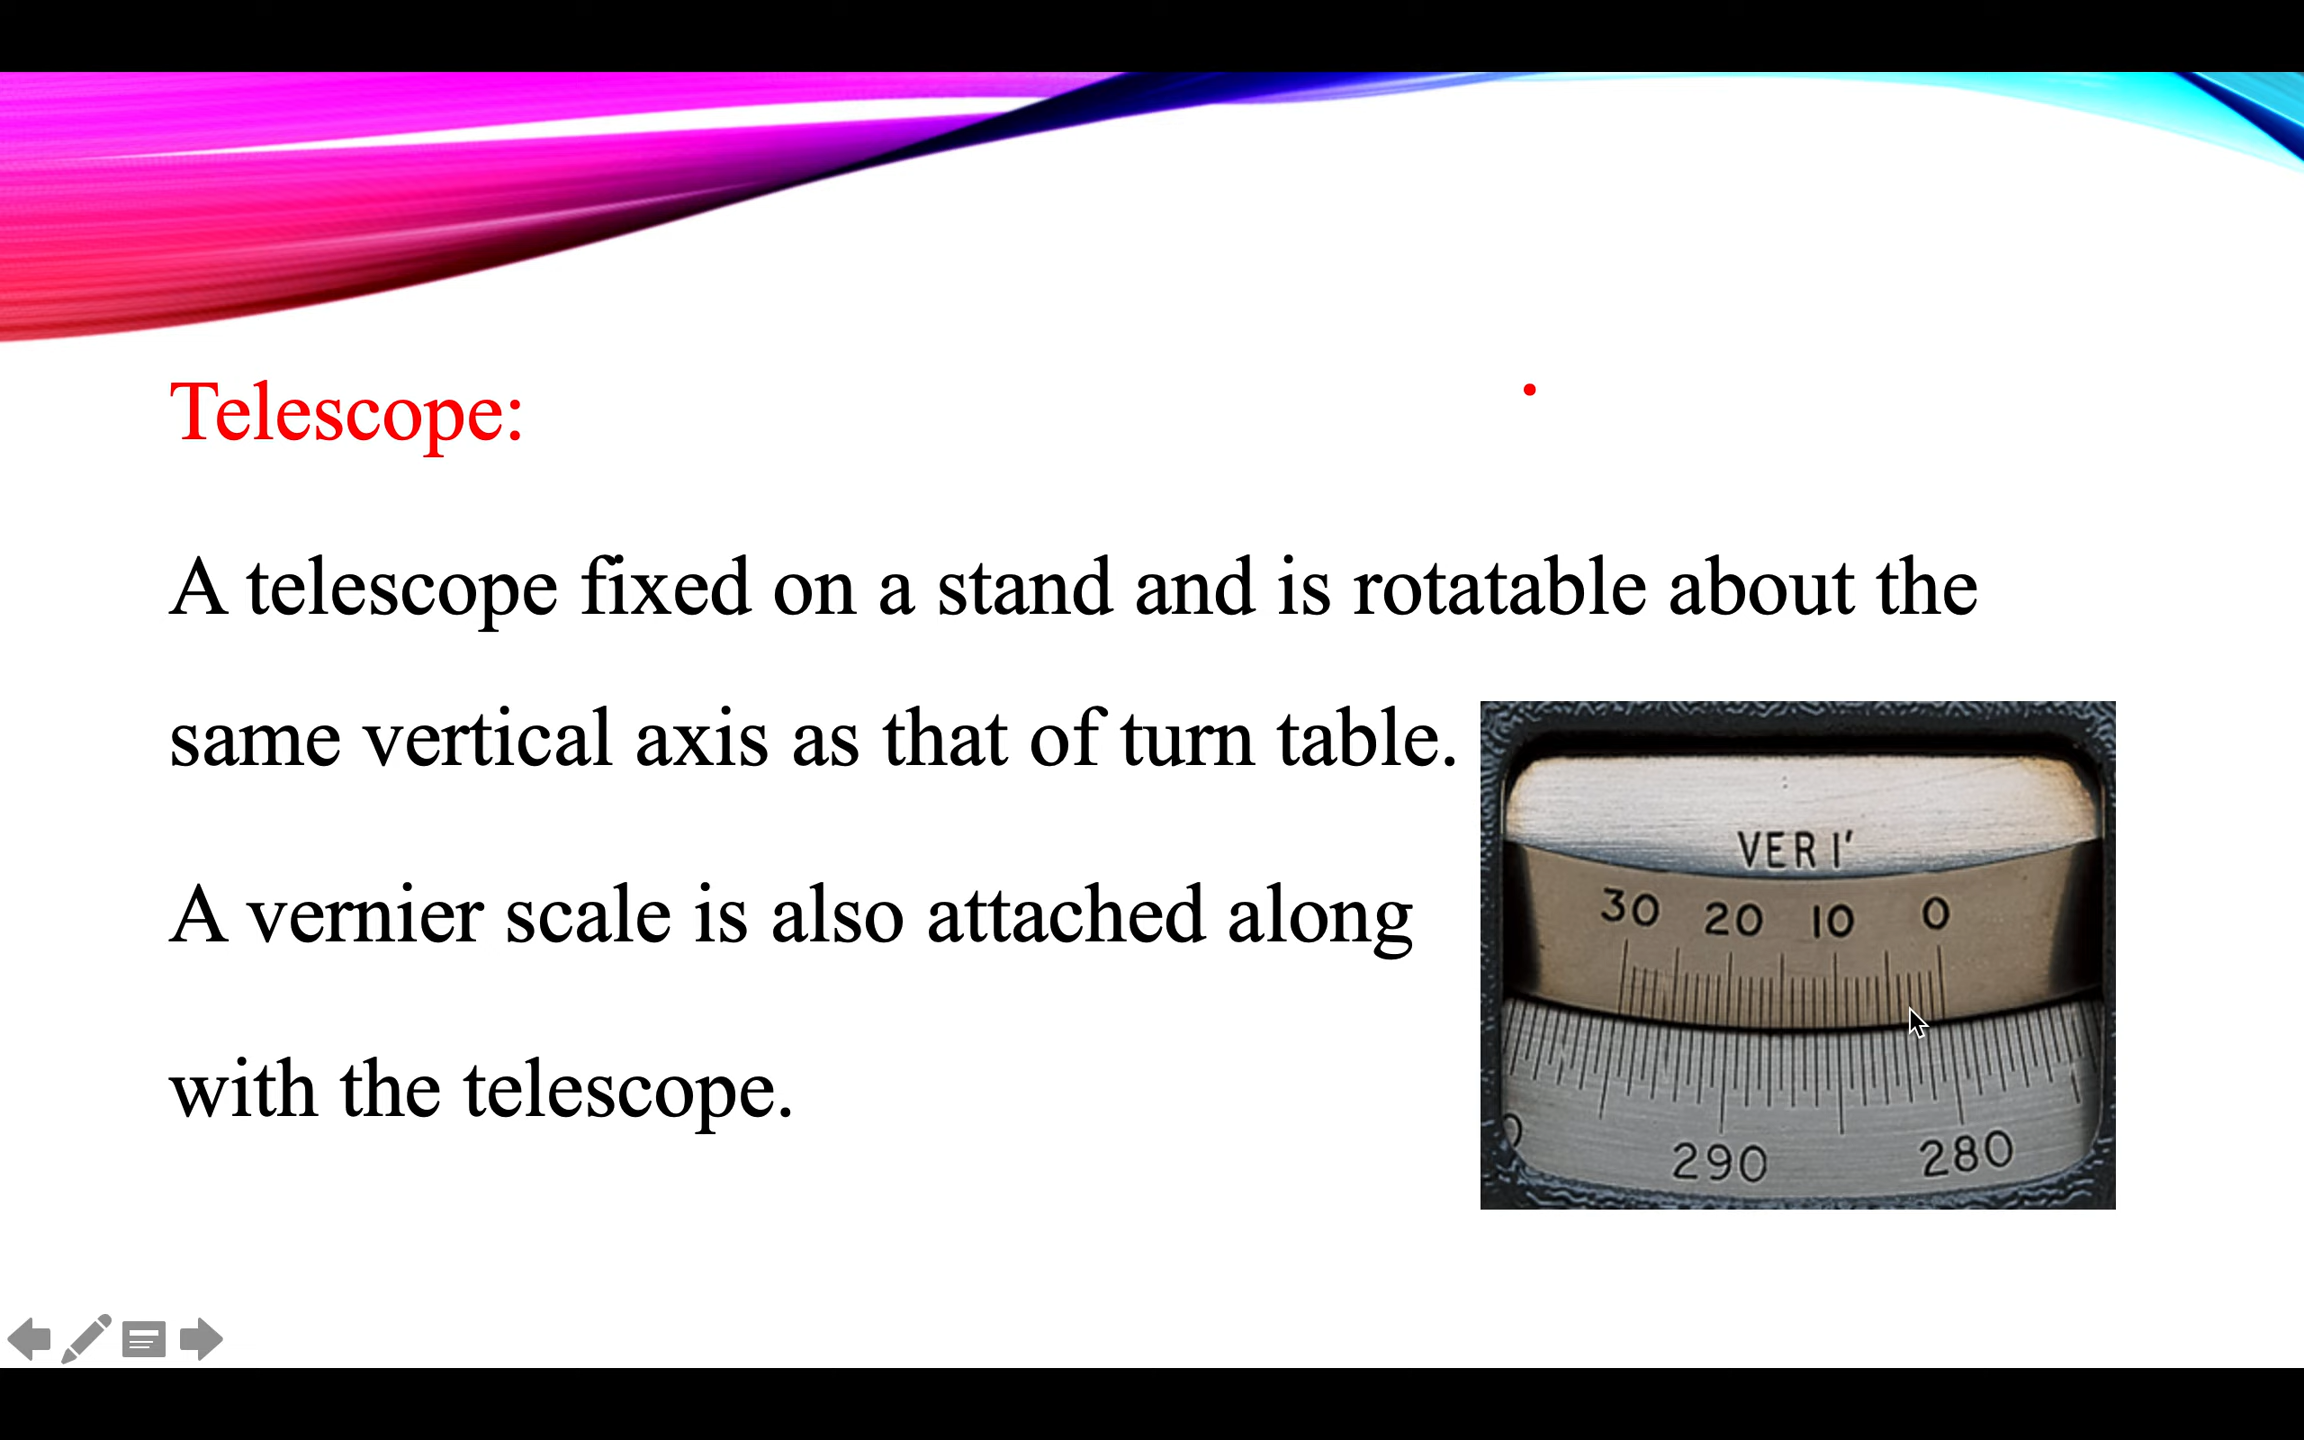 Telescope:
A telescope fixed on a stand and is rotatable about the
same vertical axis as that of turn table.
A vernier scale is also attached along
with the telescope.
VER 1′
30 20 10 0
290 280